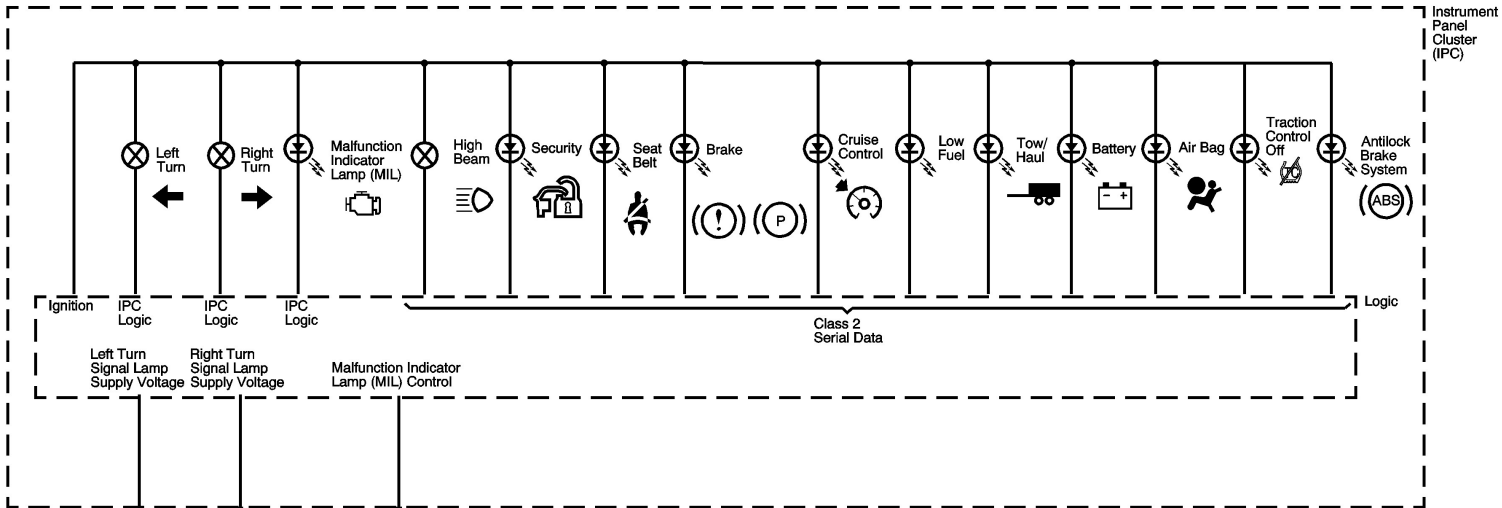 Instrument
Panel
Cluster
(IPC)
Left
Turn
Right
Turn
Malfunction
Indicator
Lamp (MIL)
High
Beam
Security
Seat
Belt
Brake
Cruise
Control
Low
Fuel
Tow/
Haul
Battery
Air Bag
Traction
Control
Off
Antilock
Brake
System
!
P
- +
TC
ABS
Ignition
IPC
Logic
IPC
Logic
IPC
Logic
Class 2
Serial Data
Logic
Left Turn
Signal Lamp
Supply Voltage
Right Turn
Signal Lamp
Supply Voltage
Malfunction Indicator
Lamp (MIL) Control